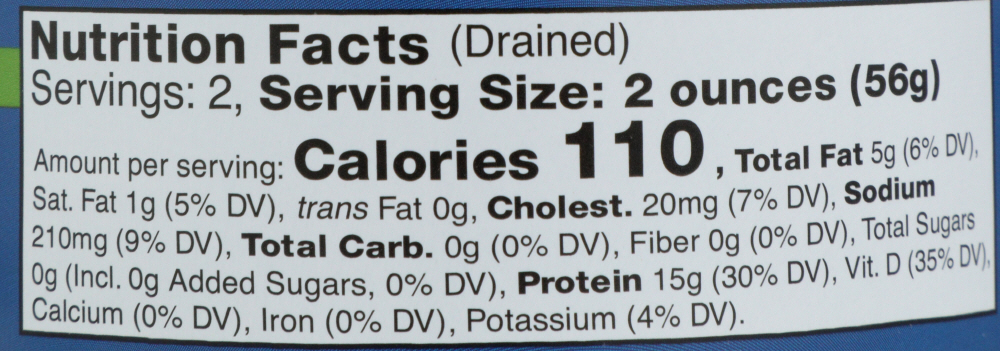 Nutrition Facts (Drained)
Servings: 2, Serving Size: 2 ounces (56g)
Amount per serving: Calories 110, Total Fat 5g (6% DV),
Sat. Fat 1g (5% DV), trans Fat 0g, Cholest. 20mg (7% DV), Sodium
210mg (9% DV), Total Carb. 0g (0% DV), Fiber 0g (0% DV), Total Sugars
0g (Incl. 0g Added Sugars, 0% DV), Protein 15g (30% DV), Vit. D (35% DV),
Calcium (0% DV), Iron (0% DV), Potassium (4% DV).